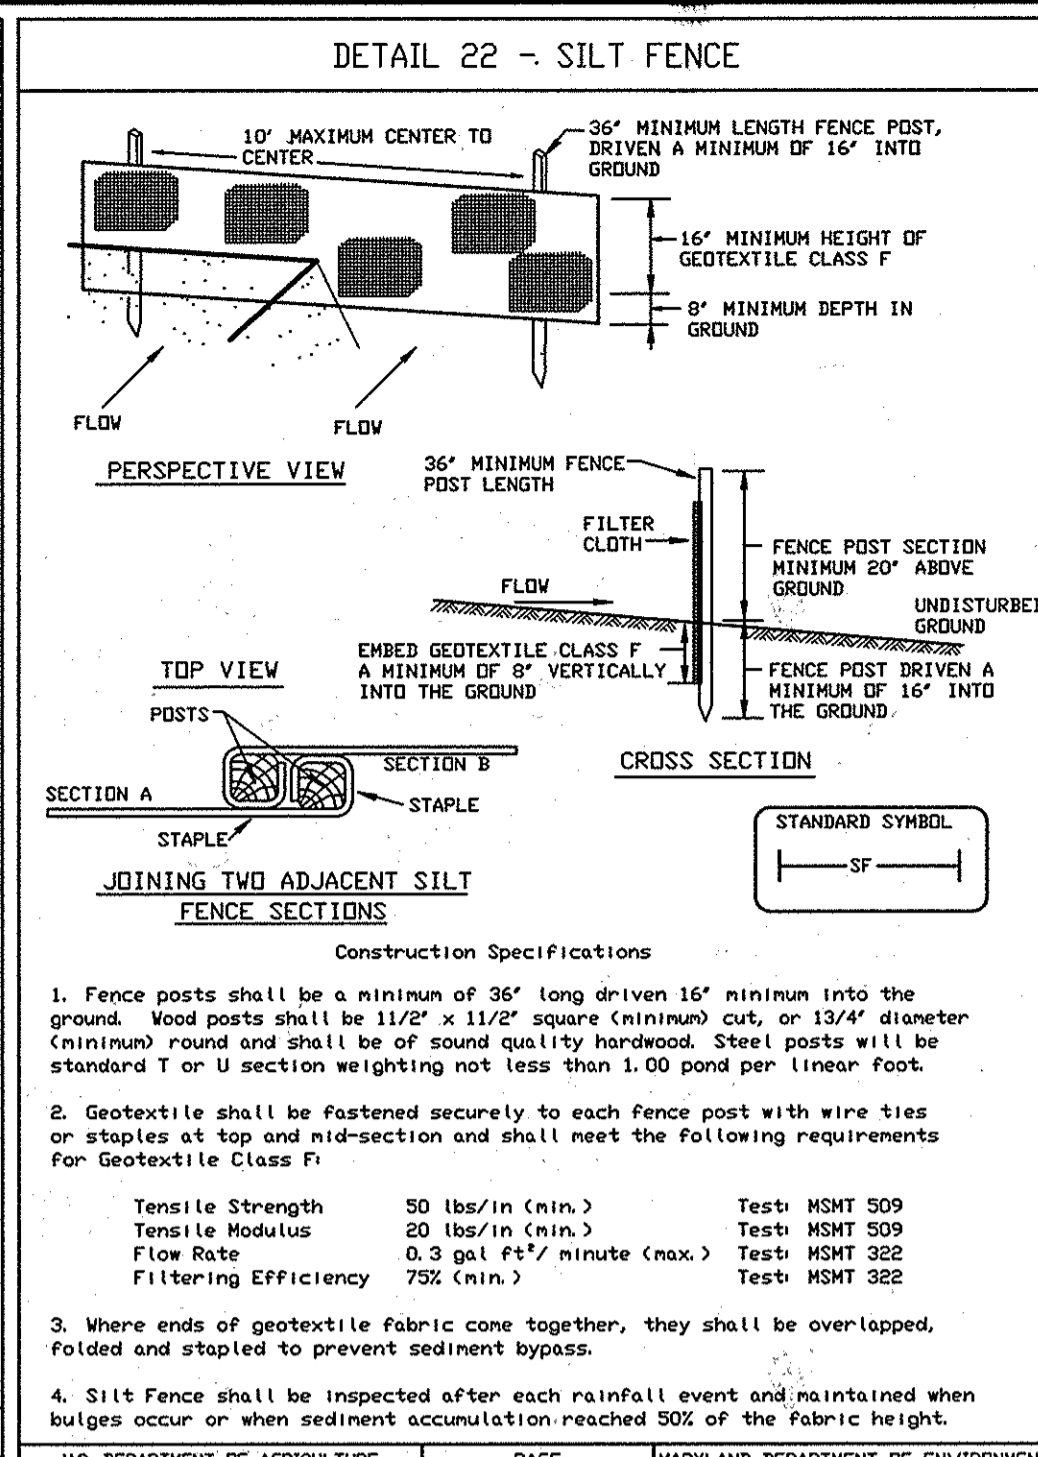 DETAIL 22 - SILT FENCE
10' MAXIMUM CENTER TO
CENTER
36" MINIMUM LENGTH FENCE POST,
DRIVEN A MINIMUM OF 16" INTO
GROUND
16" MINIMUM HEIGHT OF
GEOTEXTILE CLASS F
8" MINIMUM DEPTH IN
GROUND
FLOW
FLOW
PERSPECTIVE VIEW
36" MINIMUM FENCE
POST LENGTH
FILTER
CLOTH
FLOW
FENCE POST SECTION
MINIMUM 20" ABOVE
GROUND
UNDISTURBED
GROUND
EMBED GEOTEXTILE CLASS F
A MINIMUM OF 8" VERTICALLY
INTO THE GROUND
FENCE POST DRIVEN A
MINIMUM OF 16" INTO
THE GROUND
CROSS SECTION
TOP VIEW
POSTS
SECTION B
SECTION A
STAPLE
STAPLE
JOINING TWO ADJACENT SILT
FENCE SECTIONS
STANDARD SYMBOL
SF
Construction Specifications
1. Fence posts shall be a minimum of 36" long driven 16" minimum into the
ground. Wood posts shall be 11/2" x 11/2" square (minimum) cut, or 13/4" diameter
(minimum) round and shall be of sound quality hardwood. Steel posts will be
standard T or U section weighting not less than 1.00 pond per linear foot.
2. Geotextile shall be fastened securely to each fence post with wire ties
or staples at top and mid-section and shall meet the following requirements
for Geotextile Class F:
Tensile Strength 50 lbs/in (min.) Test: MSMT 509
Tensile Modulus 20 lbs/in (min.) Test: MSMT 509
Flow Rate 0.3 gal ft²/ minute (max.) Test: MSMT 322
Filtering Efficiency 75% (min.) Test: MSMT 322
3. Where ends of geotextile fabric come together, they shall be overlapped,
folded and stapled to prevent sediment bypass.
4. Silt Fence shall be inspected after each rainfall event and maintained when
bulges occur or when sediment accumulation reached 50% of the fabric height.